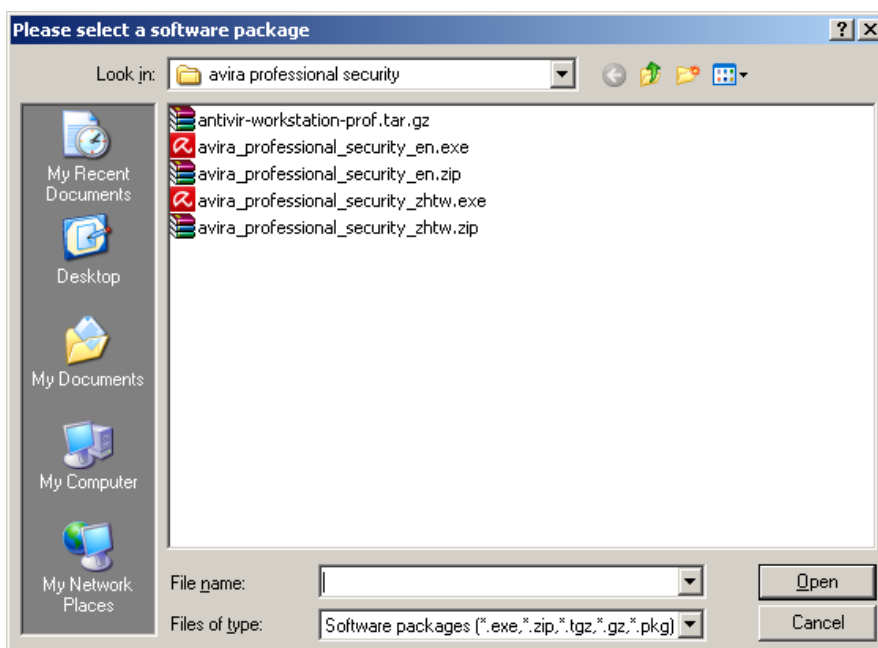 Please select a software package
Look in: avira professional security
My Recent
Documents
Desktop
My Documents
My Computer
My Network
Places
antivir-workstation-prof.tar.gz
avira_professional_security_en.exe
avira_professional_security_en.zip
avira_professional_security_zhtw.exe
avira_professional_security_zhtw.zip
File name:
Open
Files of type: Software packages (*.exe,*.zip,*.tgz,*.gz,*.pkg)
Cancel